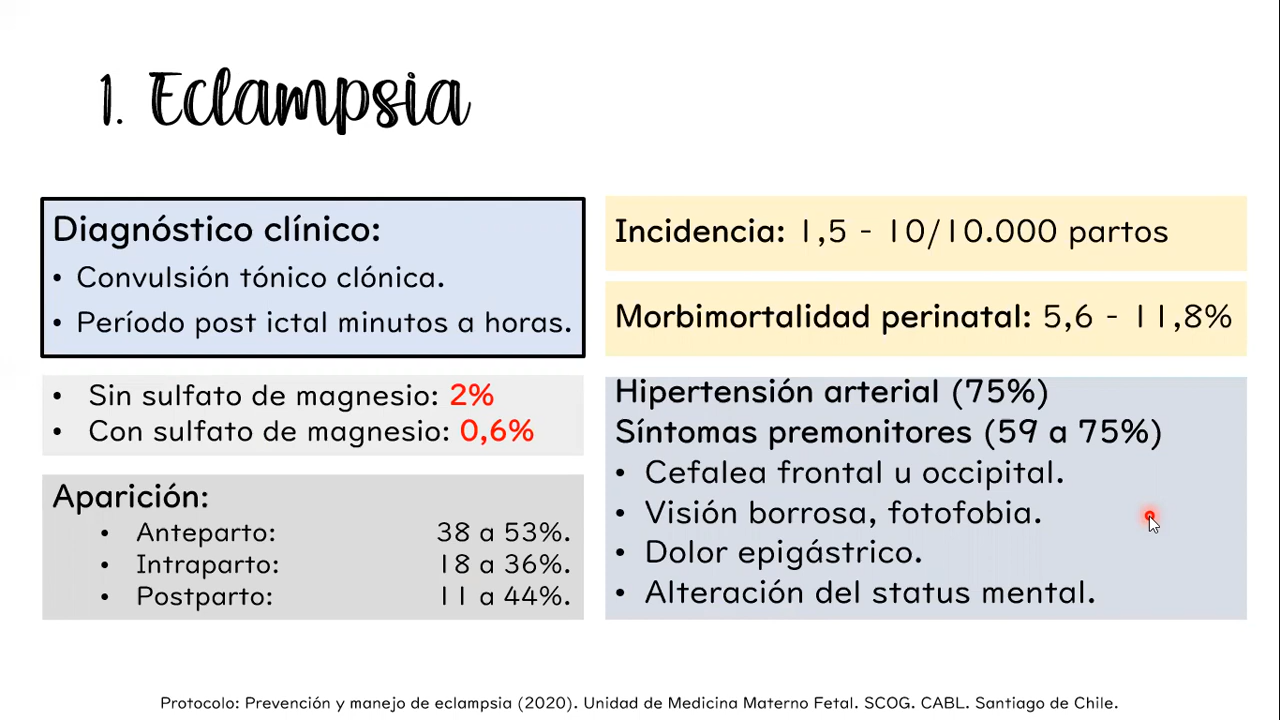 1. Eclampsia
Diagnóstico clínico:
• Convulsión tónico clónica.
• Período post ictal minutos a horas.
• Sin sulfato de magnesio: 2%
• Con sulfato de magnesio: 0,6%
Aparición:
• Anteparto: 38 a 53%.
• Intraparto: 18 a 36%.
• Postparto: 11 a 44%.
Incidencia: 1,5 - 10/10.000 partos
Morbimortalidad perinatal: 5,6 - 11,8%
Hipertensión arterial (75%)
Síntomas premonitores (59 a 75%)
• Cefalea frontal u occipital.
• Visión borrosa, fotofobia.
• Dolor epigástrico.
• Alteración del status mental.
Protocolo: Prevención y manejo de eclampsia (2020). Unidad de Medicina Materno Fetal. SCOG. CABL. Santiago de Chile.